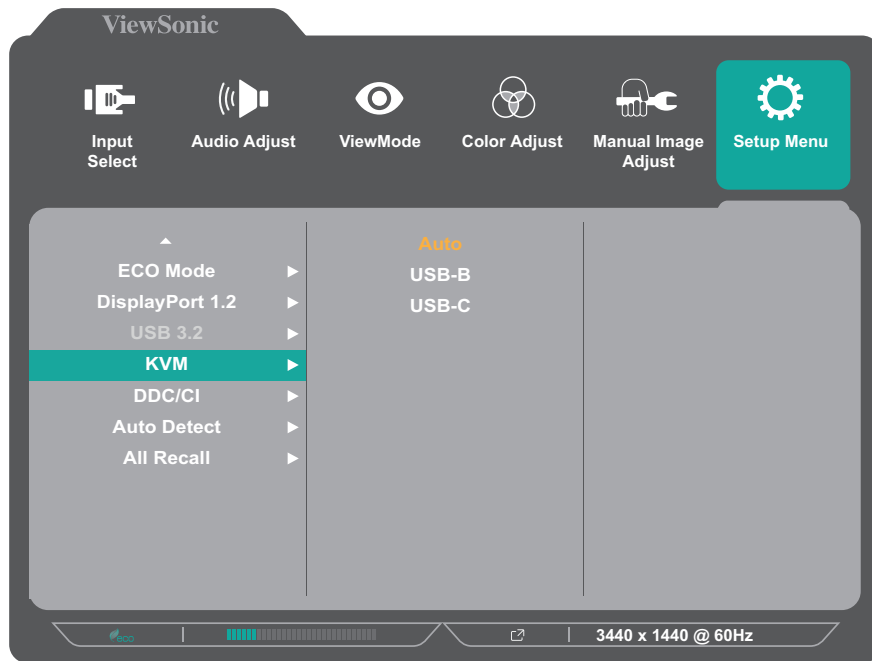 ViewSonic
Input Select
Audio Adjust
ViewMode
Color Adjust
Manual Image Adjust
Setup Menu
ECO Mode
DisplayPort 1.2
USB 3.2
KVM
DDC/CI
Auto Detect
All Recall
Auto
USB-B
USB-C
eco
3440 x 1440 @ 60Hz